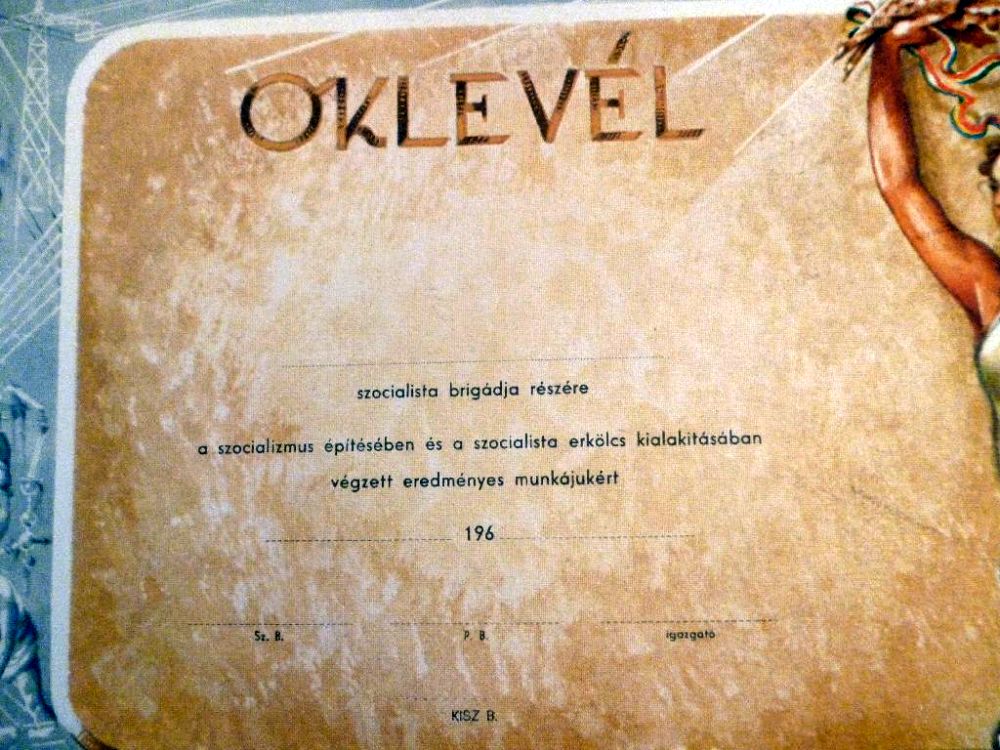 OKLEVÉL
szocialista brigádja részére
a szocializmus építésében és a szocialista erkölcs kialakitásában
végzett eredményes munkájukért
196
Sz. B. P. B. igazgató
KISZ B.